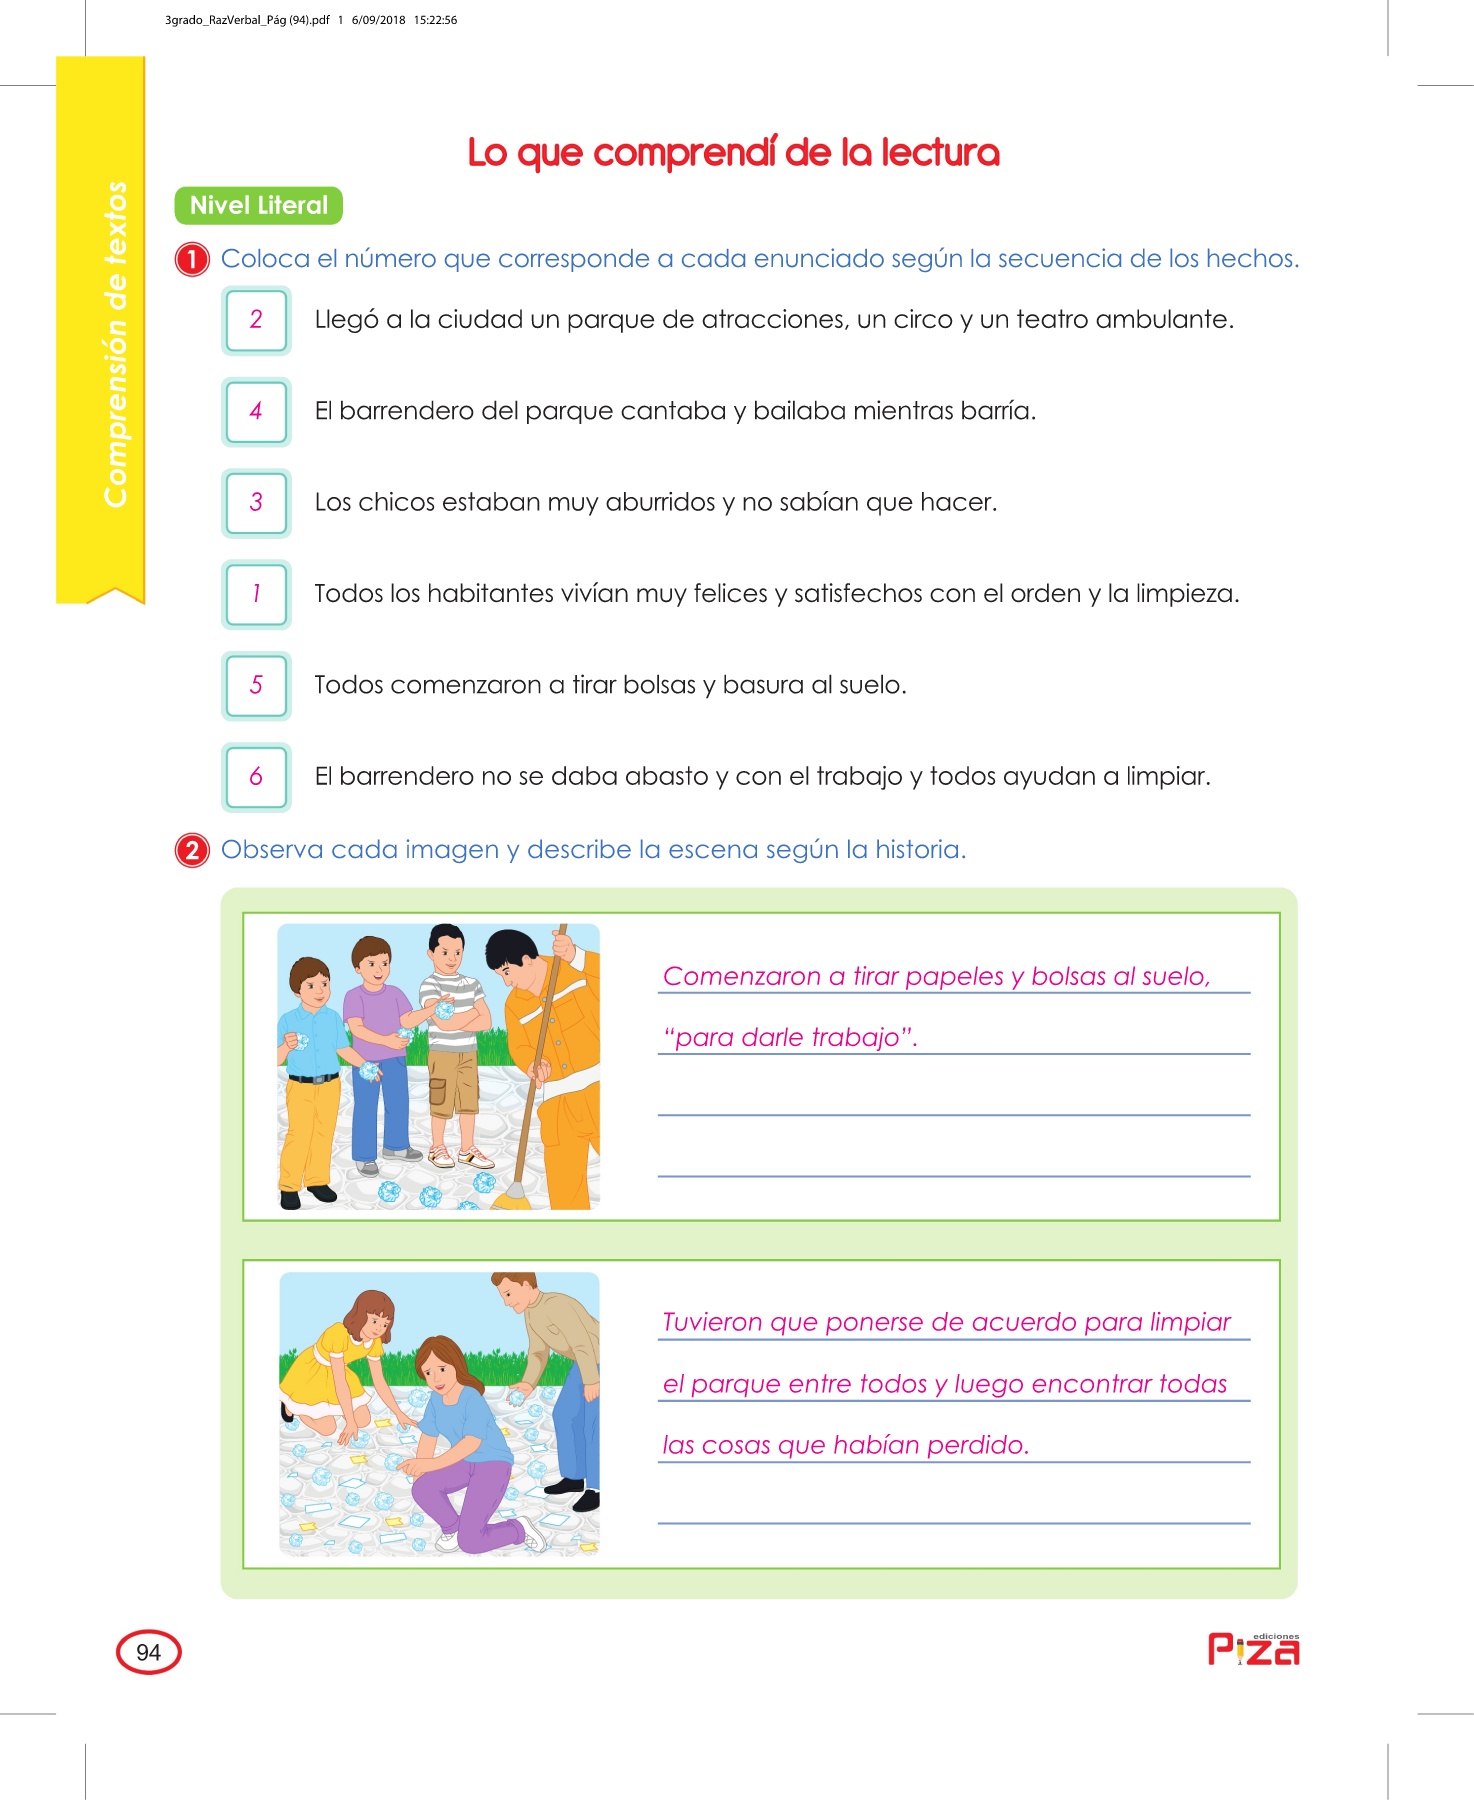 3grado_RazVerbal_Pág (94).pdf 1 6/09/2018 15:22:56
Comprensión de textos
Lo que comprendí de la lectura
Nivel Literal
1 Coloca el número que corresponde a cada enunciado según la secuencia de los hechos.
2 Llegó a la ciudad un parque de atracciones, un circo y un teatro ambulante.
4 El barrendero del parque cantaba y bailaba mientras barría.
3 Los chicos estaban muy aburridos y no sabían que hacer.
1 Todos los habitantes vivían muy felices y satisfechos con el orden y la limpieza.
5 Todos comenzaron a tirar bolsas y basura al suelo.
6 El barrendero no se daba abasto y con el trabajo y todos ayudan a limpiar.
2 Observa cada imagen y describe la escena según la historia.
Comenzaron a tirar papeles y bolsas al suelo,
“para darle trabajo”.
Tuvieron que ponerse de acuerdo para limpiar
el parque entre todos y luego encontrar todas
las cosas que habían perdido.
94
ediciones
Piza